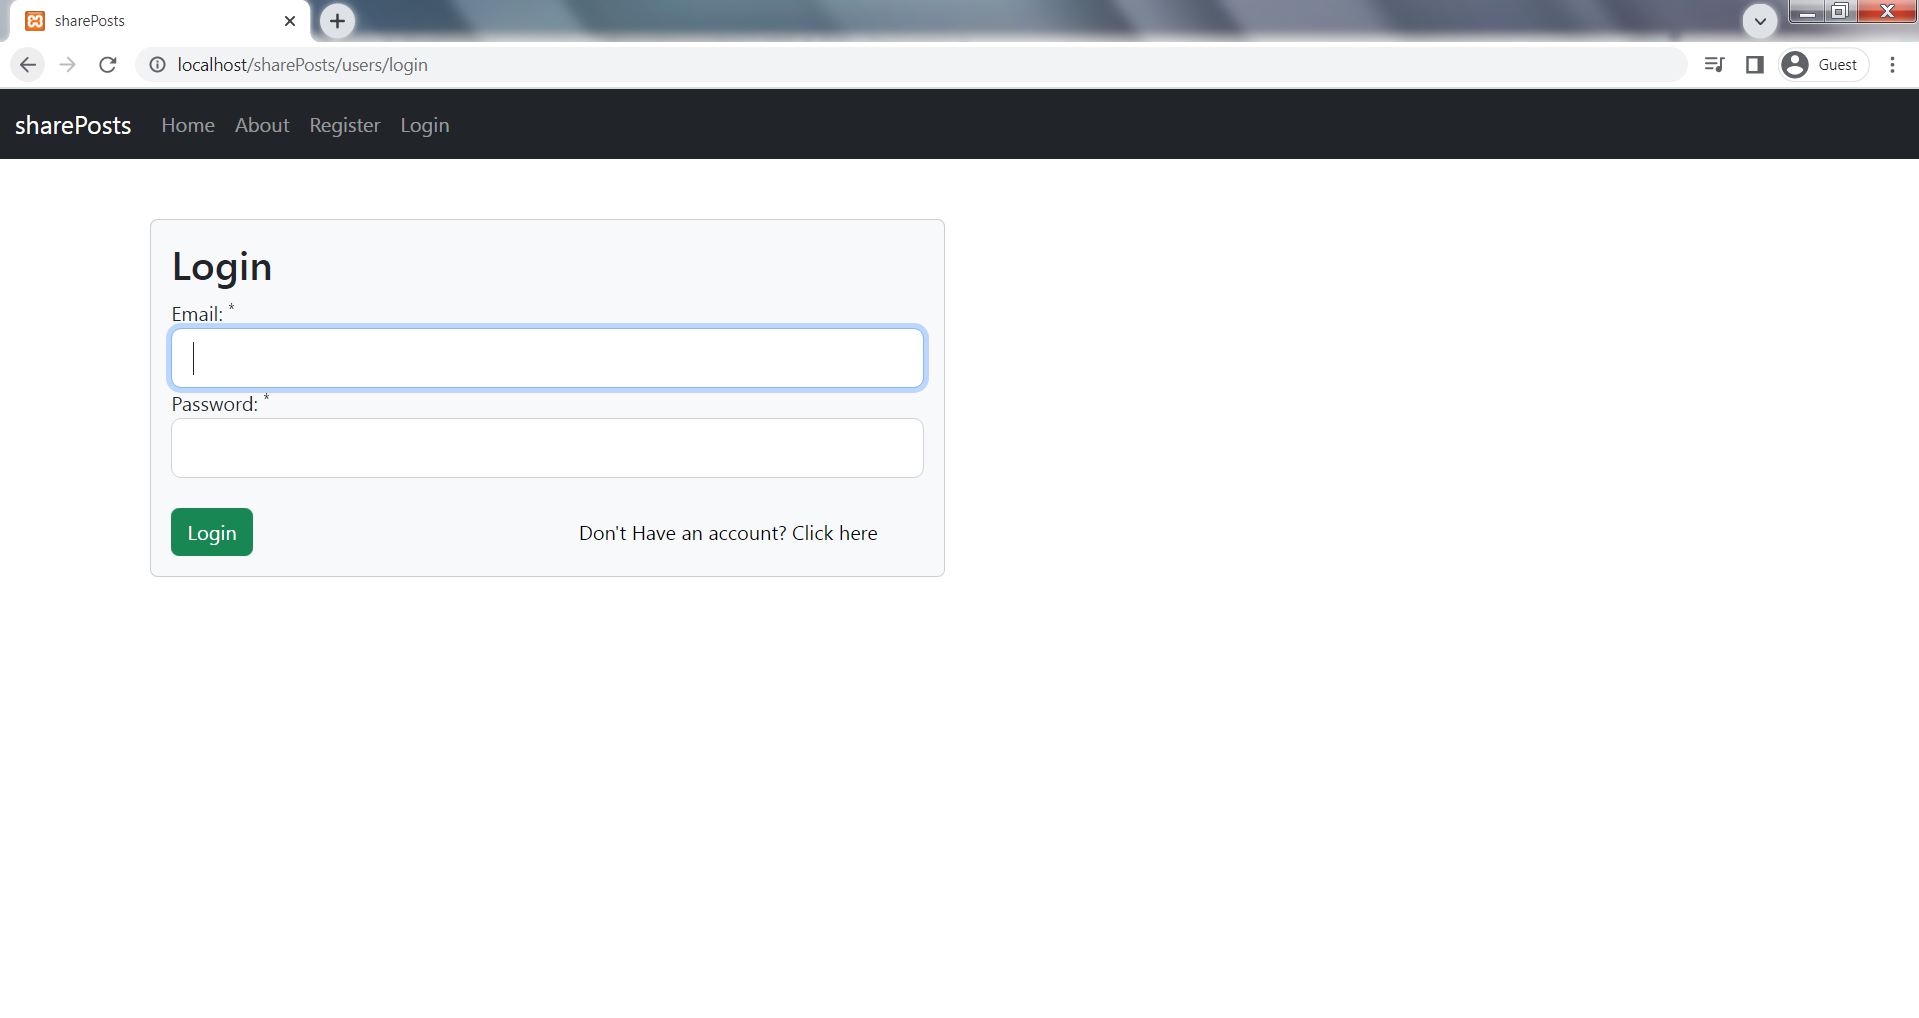 sharePosts
localhost/sharePosts/users/login
Guest
sharePosts Home About Register Login
Login
Email: *
Password: *
Login Don't Have an account? Click here